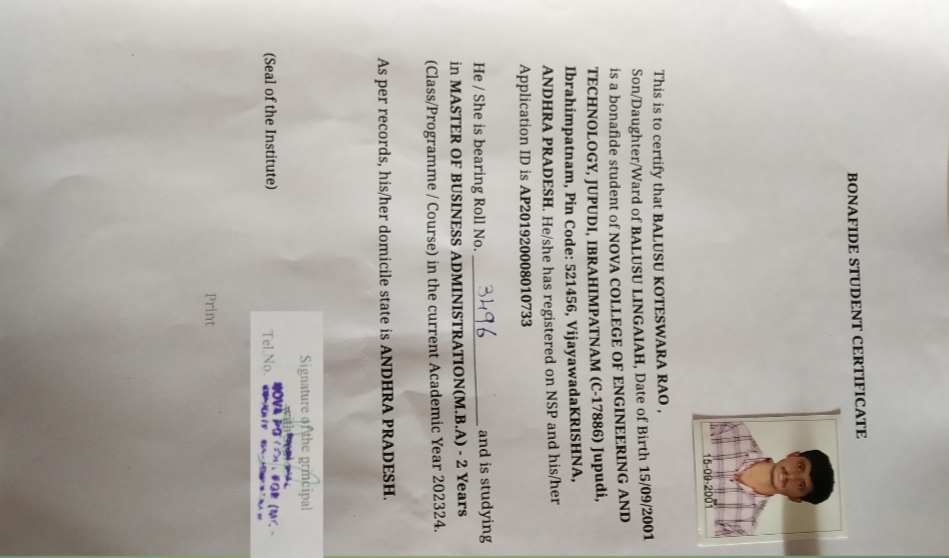 BONAFIDE STUDENT CERTIFICATE
15-09-2001
This is to certify that BALUSU KOTESWARA RAO ,
Son/Daughter/Ward of BALUSU LINGAIAH, Date of Birth 15/09/2001
is a bonafide student of NOVA COLLEGE OF ENGINEERING AND
TECHNOLOGY, JUPUDI, IBRAHIMPATNAM (C-17886) Jupudi,
Ibrahimpatnam, Pin Code: 521456, VijayawadaKRISHNA,
ANDHRA PRADESH. He/she has registered on NSP and his/her
Application ID is AP201920008010733
He / She is bearing Roll No. 3496 and is studying
in MASTER OF BUSINESS ADMINISTRATION(M.B.A) - 2 Years
(Class/Programme / Course) in the current Academic Year 202324.
As per records, his/her domicile state is ANDHRA PRADESH.
Signature of the principal
with
(Seal of the Institute) Tel.No.
NOVA PG
Print